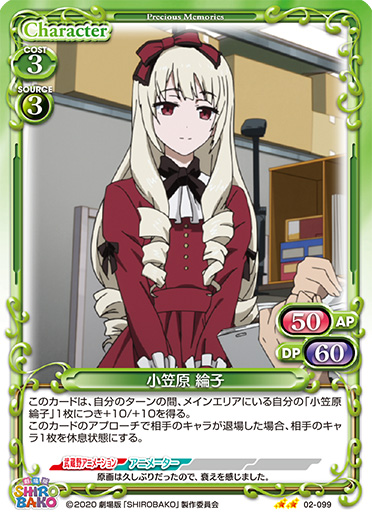 Precious Memories
Character
COST
3
SOURCE
3
50 AP
DP 60
小笠原 綸子
このカードは、自分のターンの間、メインエリアにいる自分の「小笠原
綸子」1枚につき+10/+10を得る。
このカードのアプローチで相手のキャラが退場した場合、相手のキャ
ラ1枚を休息状態にする。
武蔵野アニメーション アニメーター
原画は久しぶりだったので、衰えを感じました。
劇場版
SHIRO
BAKO
©2020 劇場版「SHIROBAKO」製作委員会
02-099